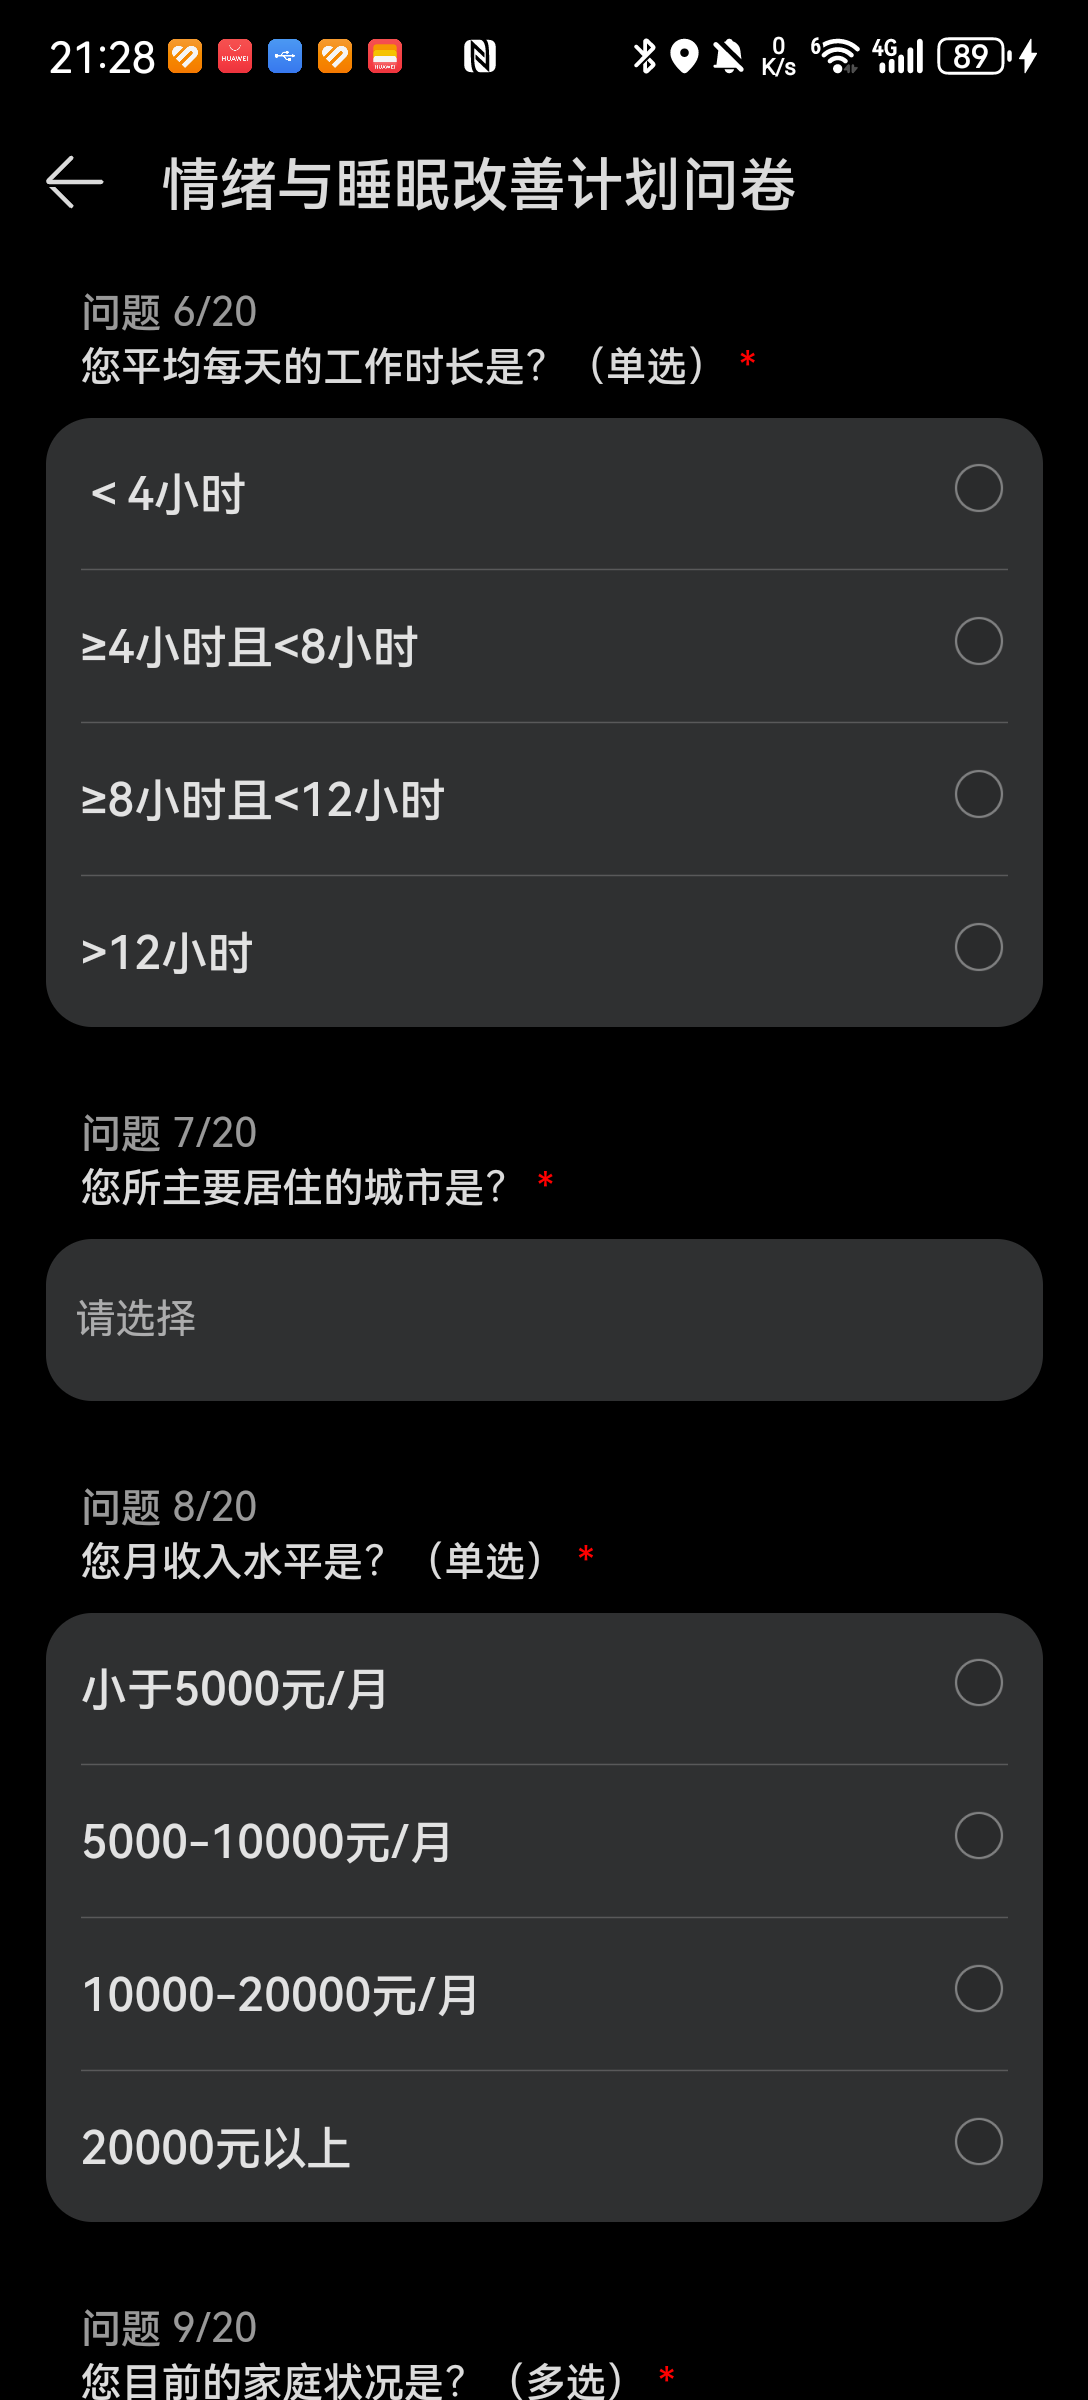 21:28
HUAWEI
HUAWEI
0
K/s
6
4G
89
情绪与睡眠改善计划问卷
问题 6/20
您平均每天的工作时长是？（单选） *
< 4小时
≥4小时且<8小时
≥8小时且<12小时
>12小时
问题 7/20
您所主要居住的城市是？ *
请选择
问题 8/20
您月收入水平是？（单选） *
小于5000元/月
5000-10000元/月
10000-20000元/月
20000元以上
问题 9/20
您目前的家庭状况是？（多选） *